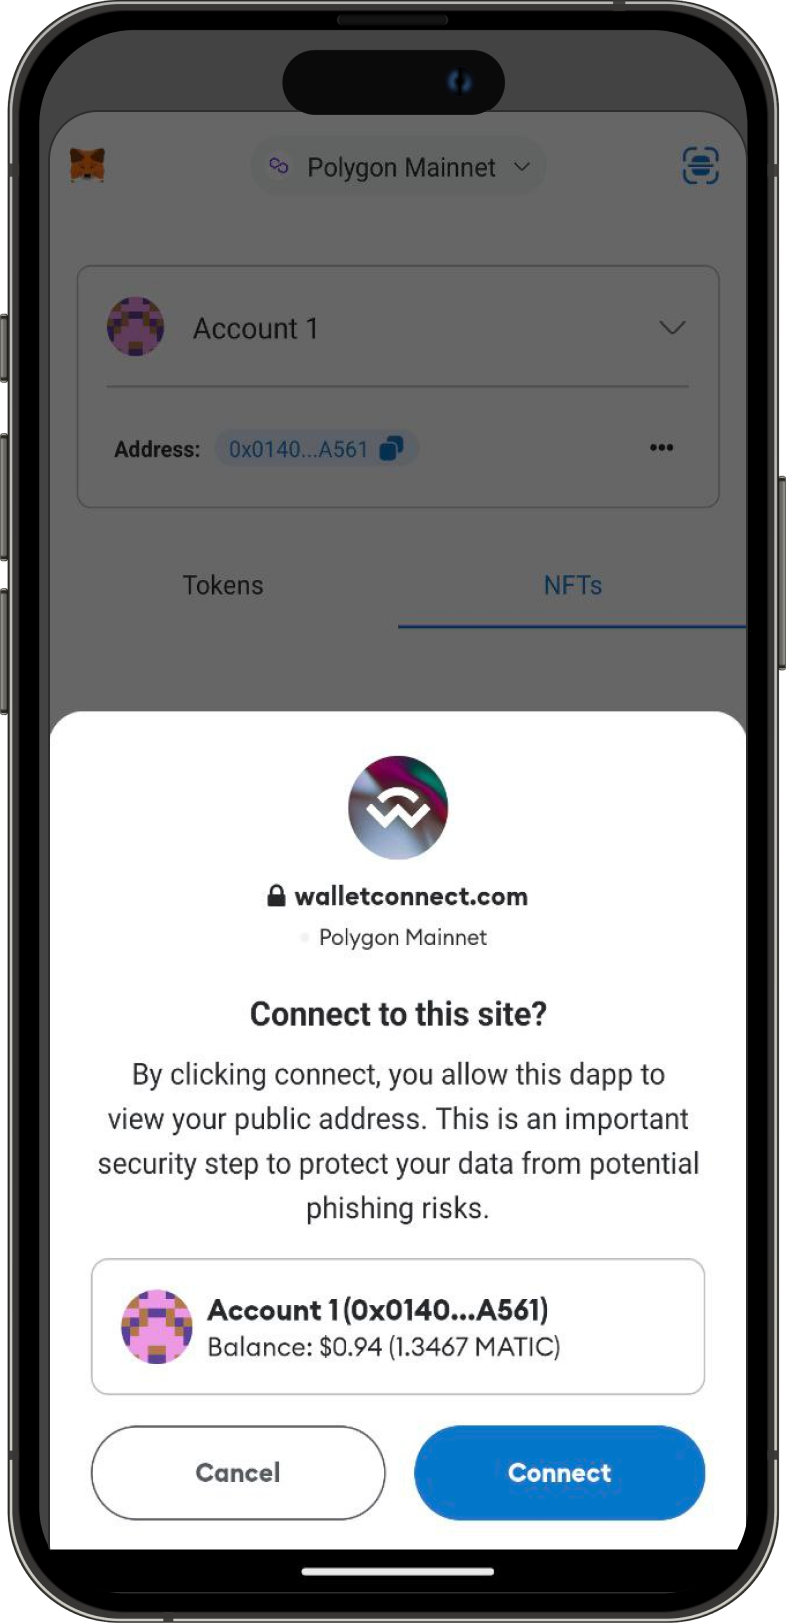 Polygon Mainnet
Account 1
Address: 0x0140...A561
Tokens
NFTs
walletconnect.com
Polygon Mainnet
Connect to this site?
By clicking connect, you allow this dapp to
view your public address. This is an important
security step to protect your data from potential
phishing risks.
Account 1 (0x0140...A561)
Balance: $0.94 (1.3467 MATIC)
Cancel
Connect